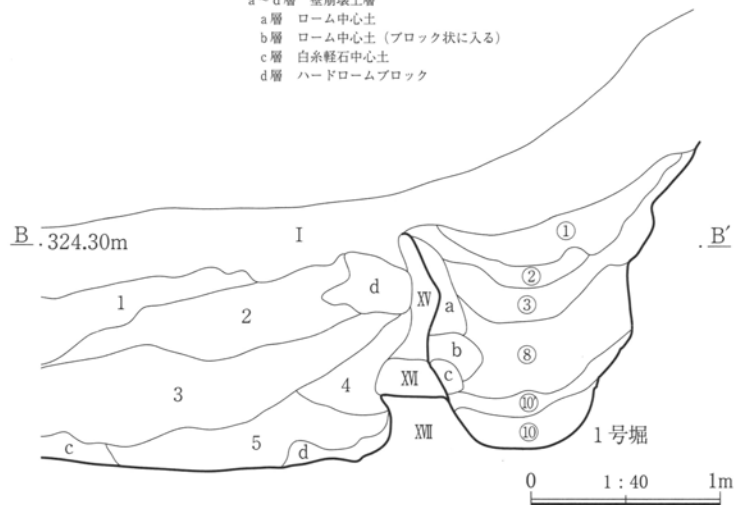 a～d層　壁崩壊土層
a層　ローム中心土
b層　ローム中心土（ブロック状に入る）
c層　白糸軽石中心土
d層　ハードロームブロック
B . 324.30m
I
. B′
①
②
③
⑧
⑩′
⑩
1
2
3
4
5
d
c
d
XV
XVI
XVII
a
b
c
1号堀
0
1：40
1m